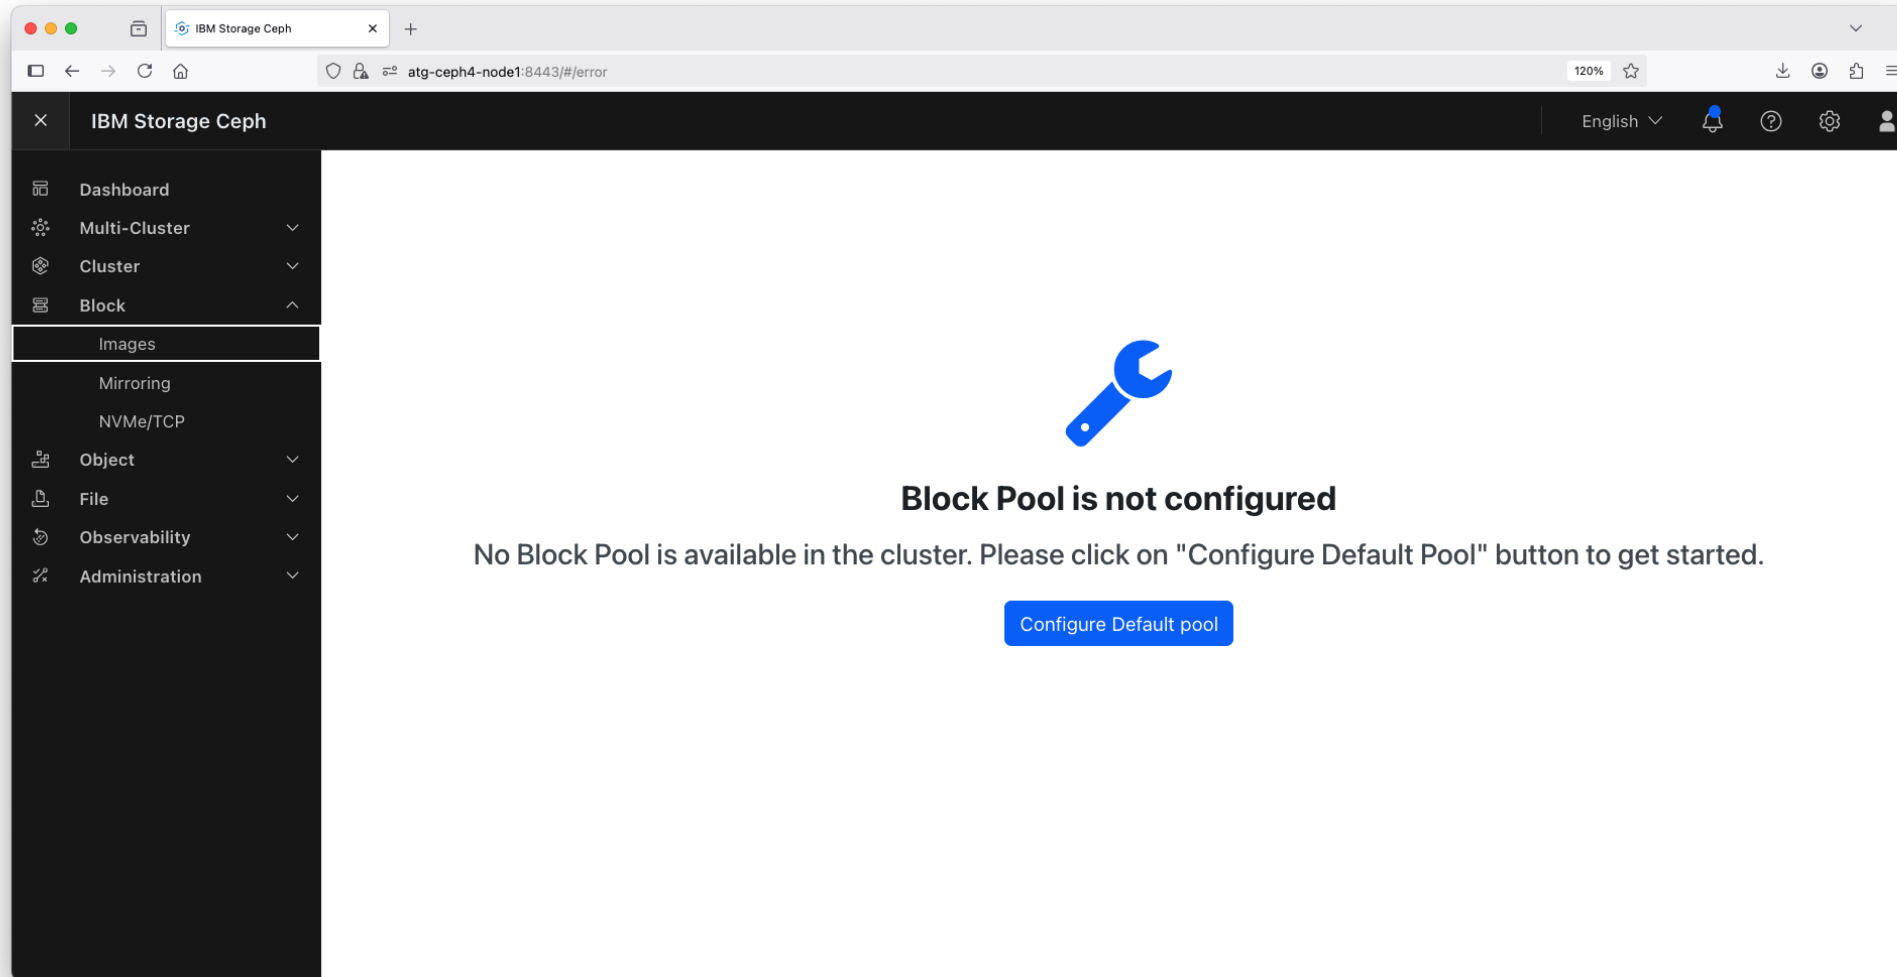 IBM Storage Ceph
atg-ceph4-node1:8443/#/error
120%
IBM Storage Ceph
English
Dashboard
Multi-Cluster
Cluster
Block
Images
Mirroring
NVMe/TCP
Object
File
Observability
Administration
Block Pool is not configured
No Block Pool is available in the cluster. Please click on "Configure Default Pool" button to get started.
Configure Default pool